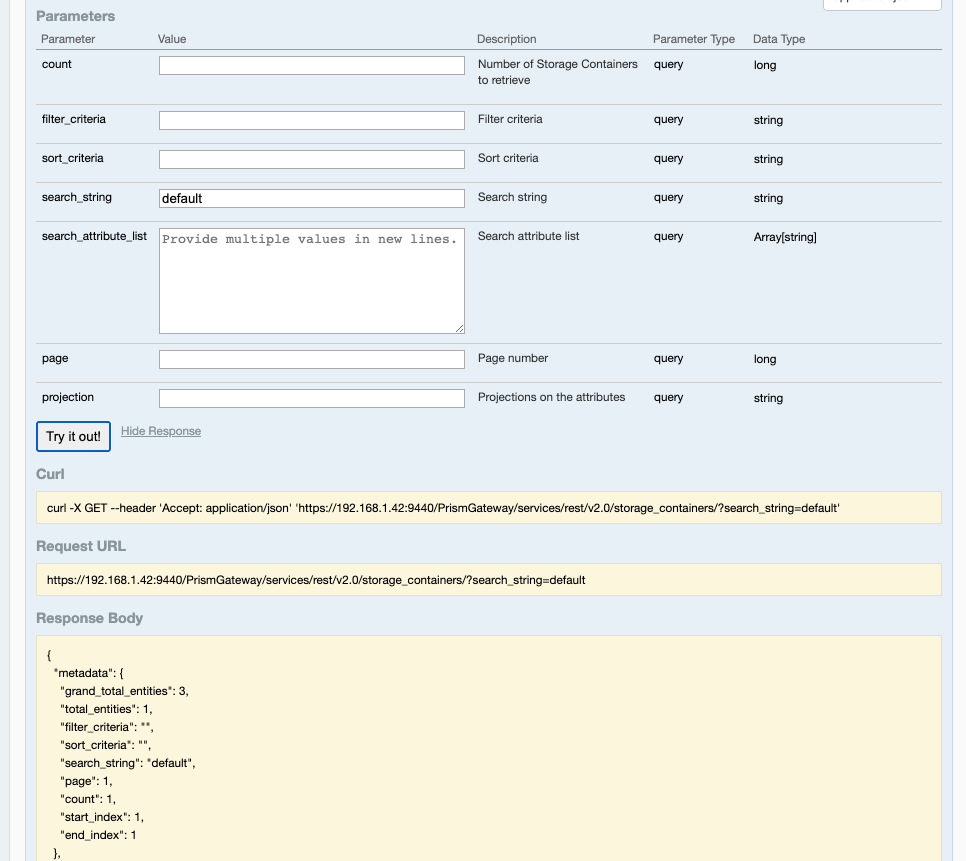 Parameters
Parameter Value Description Parameter Type Data Type
count Number of Storage Containers to retrieve query long
filter_criteria Filter criteria query string
sort_criteria Sort criteria query string
search_string default Search string query string
search_attribute_list Provide multiple values in new lines. Search attribute list query Array[string]
page Page number query long
projection Projections on the attributes query string
Try it out! Hide Response
Curl
curl -X GET --header 'Accept: application/json' 'https://192.168.1.42:9440/PrismGateway/services/rest/v2.0/storage_containers/?search_string=default'
Request URL
https://192.168.1.42:9440/PrismGateway/services/rest/v2.0/storage_containers/?search_string=default
Response Body
{
"metadata": {
"grand_total_entities": 3,
"total_entities": 1,
"filter_criteria": "",
"sort_criteria": "",
"search_string": "default",
"page": 1,
"count": 1,
"start_index": 1,
"end_index": 1
},